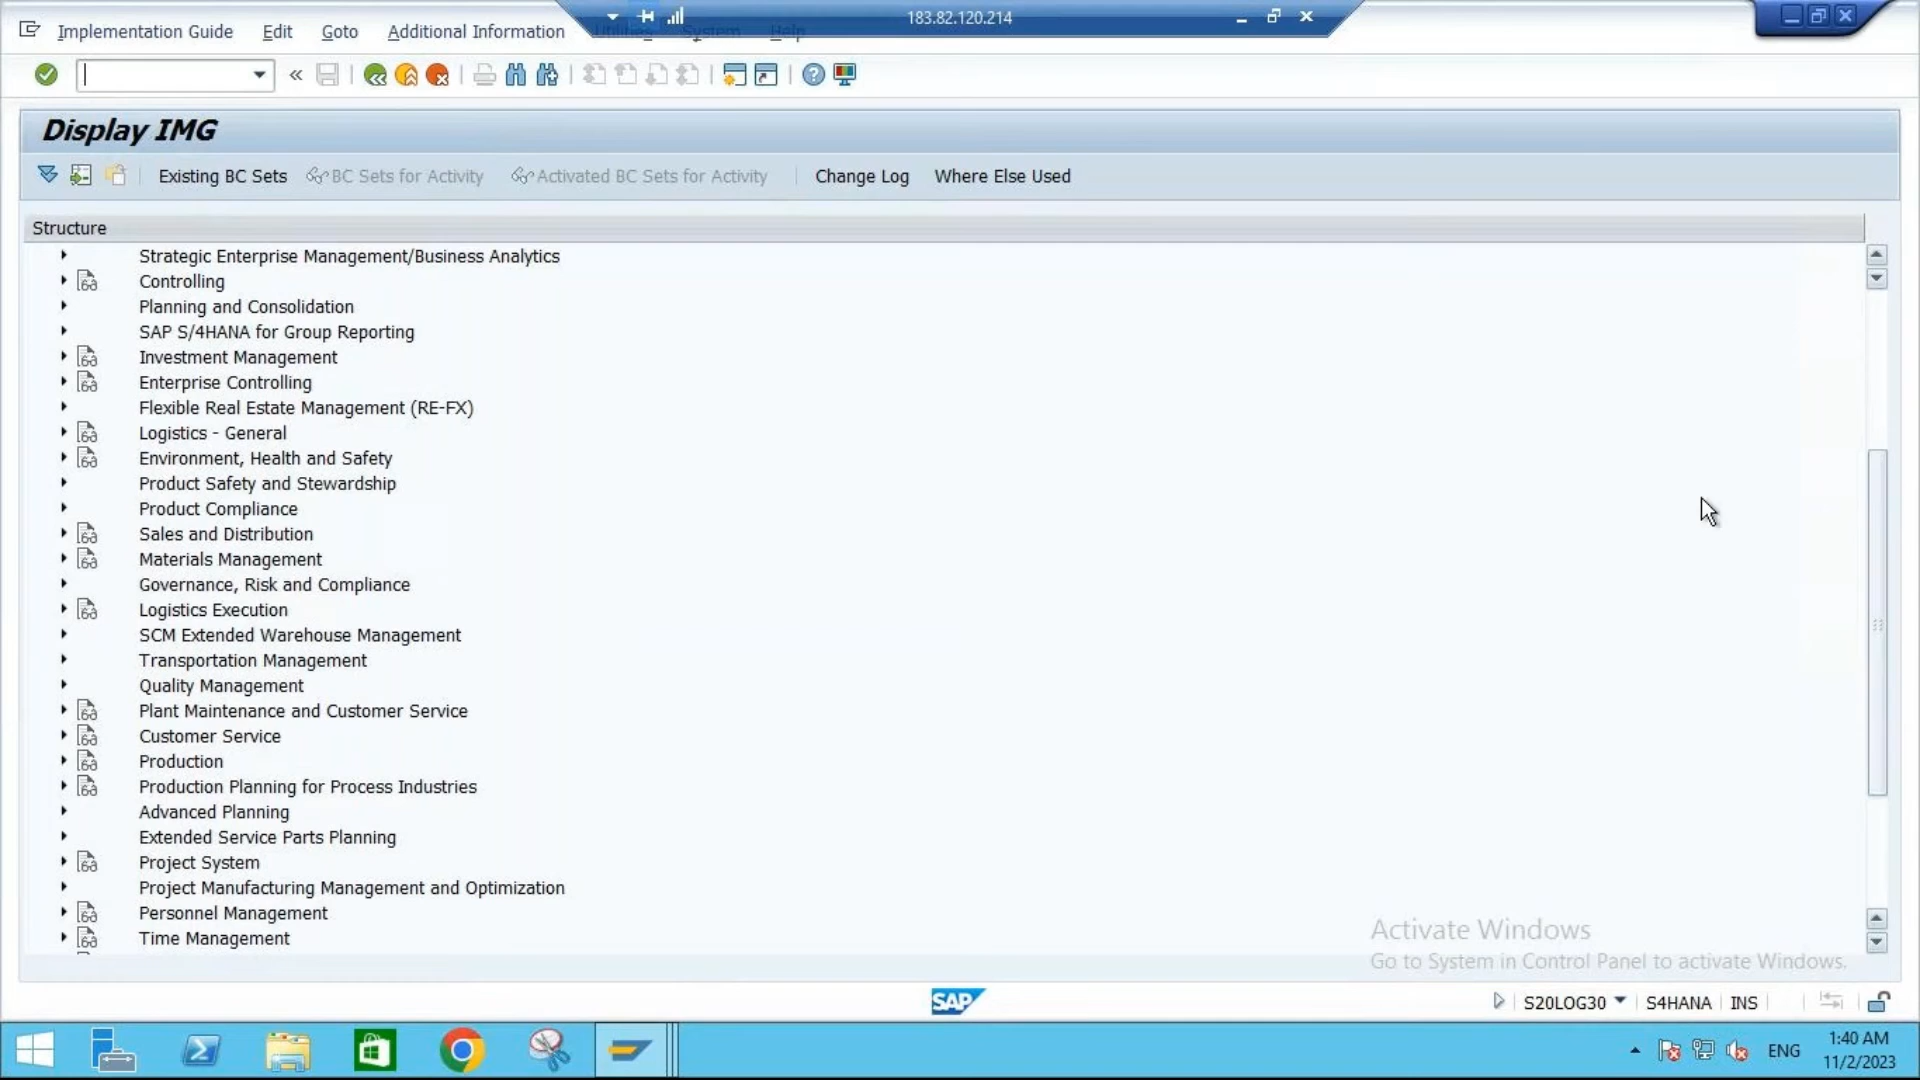 183.82.120.214
Implementation Guide Edit Goto Additional Information Utilities System Help
Display IMG
Existing BC Sets BC Sets for Activity Activated BC Sets for Activity Change Log Where Else Used
Structure
Strategic Enterprise Management/Business Analytics
Controlling
Planning and Consolidation
SAP S/4HANA for Group Reporting
Investment Management
Enterprise Controlling
Flexible Real Estate Management (RE-FX)
Logistics - General
Environment, Health and Safety
Product Safety and Stewardship
Product Compliance
Sales and Distribution
Materials Management
Governance, Risk and Compliance
Logistics Execution
SCM Extended Warehouse Management
Transportation Management
Quality Management
Plant Maintenance and Customer Service
Customer Service
Production
Production Planning for Process Industries
Advanced Planning
Extended Service Parts Planning
Project System
Project Manufacturing Management and Optimization
Personnel Management
Time Management
Activate Windows
Go to System in Control Panel to activate Windows.
SAP
S20LOG30 S4HANA INS
ENG
1:40 AM
11/2/2023